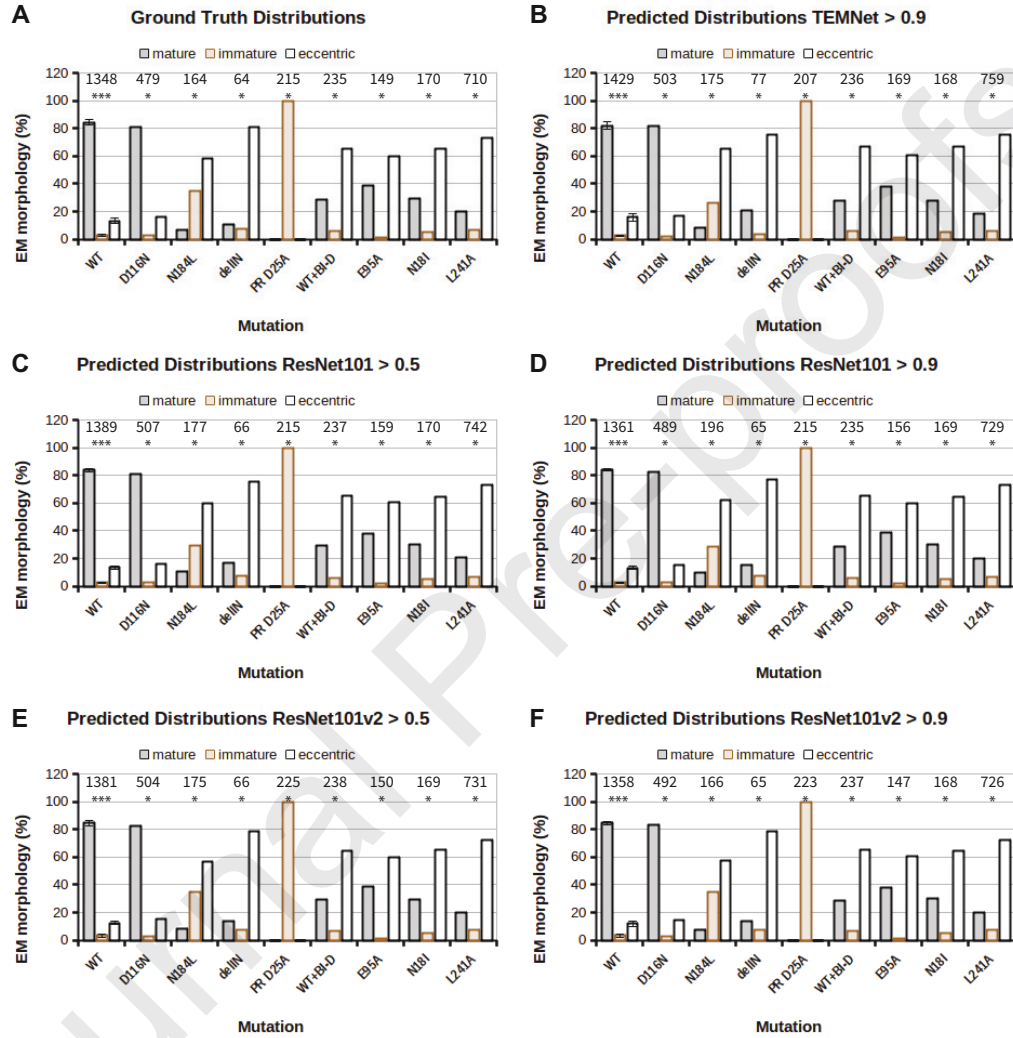 A
Ground Truth Distributions
mature immature eccentric
EM morphology (%)
120
100
80
60
40
20
0
1348 479 164 64 215 235 149 170 710
*** * * * * * * * *
WT D116N N184L delIN PR D25A WT+BI-D E95A N18I L241A
Mutation
B
Predicted Distributions TEMNet > 0.9
mature immature eccentric
EM morphology (%)
120
100
80
60
40
20
0
1429 503 175 77 207 236 169 168 759
*** * * * * * * * *
WT D116N N184L delIN PR D25A WT+BI-D E95A N18I L241A
Mutation
C
Predicted Distributions ResNet101 > 0.5
mature immature eccentric
EM morphology (%)
120
100
80
60
40
20
0
1389 507 177 66 215 237 159 170 742
*** * * * * * * * *
WT D116N N184L delIN PR D25A WT+BI-D E95A N18I L241A
Mutation
D
Predicted Distributions ResNet101 > 0.9
mature immature eccentric
EM morphology (%)
120
100
80
60
40
20
0
1361 489 196 65 215 235 156 169 729
*** * * * * * * * *
WT D116N N184L delIN PR D25A WT+BI-D E95A N18I L241A
Mutation
E
Predicted Distributions ResNet101v2 > 0.5
mature immature eccentric
EM morphology (%)
120
100
80
60
40
20
0
1381 504 175 66 225 238 150 169 731
*** * * * * * * * *
WT D116N N184L delIN PR D25A WT+BI-D E95A N18I L241A
Mutation
F
Predicted Distributions ResNet101v2 > 0.9
mature immature eccentric
EM morphology (%)
120
100
80
60
40
20
0
1358 492 166 65 223 237 147 168 726
*** * * * * * * * *
WT D116N N184L delIN PR D25A WT+BI-D E95A N18I L241A
Mutation
urnal Pre-proofs